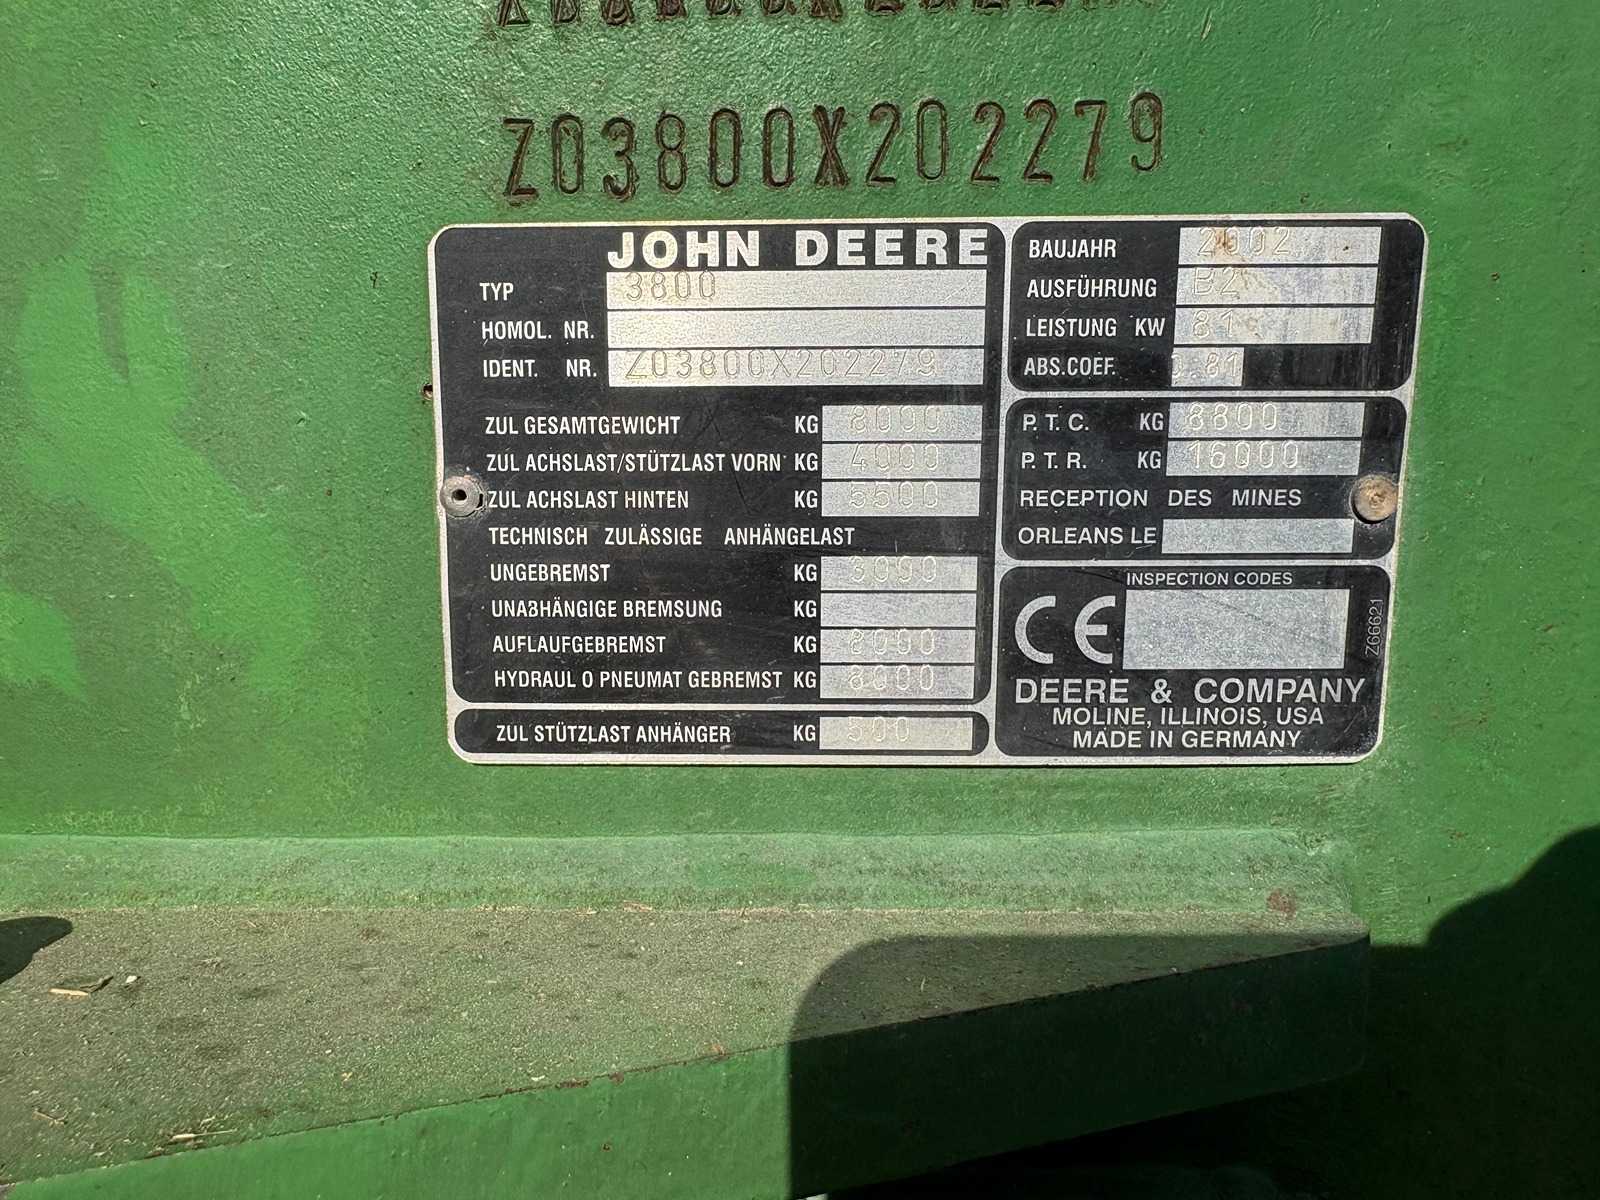 Z03800X202279
JOHN DEERE
TYP 3800
HOMOL. NR.
IDENT. NR. Z03800X202279
ZUL GESAMTGEWICHT KG 8000
ZUL ACHSLAST/STÜTZLAST VORN KG 4000
ZUL ACHSLAST HINTEN KG 5500
TECHNISCH ZULÄSSIGE ANHÄNGELAST
UNGEBREMST KG 3000
UNABHÄNGIGE BREMSUNG KG
AUFLAUFGEBREMST KG 8000
HYDRAUL O PNEUMAT GEBREMST KG 8000
ZUL STÜTZLAST ANHÄNGER KG 500
BAUJAHR 2002
AUSFÜHRUNG B2
LEISTUNG KW 81
ABS.COEF. 0.81
P.T.C. KG 8800
P.T.R. KG 16000
RECEPTION DES MINES
ORLEANS LE
INSPECTION CODES
CE
Z66621
DEERE & COMPANY
MOLINE, ILLINOIS, USA
MADE IN GERMANY